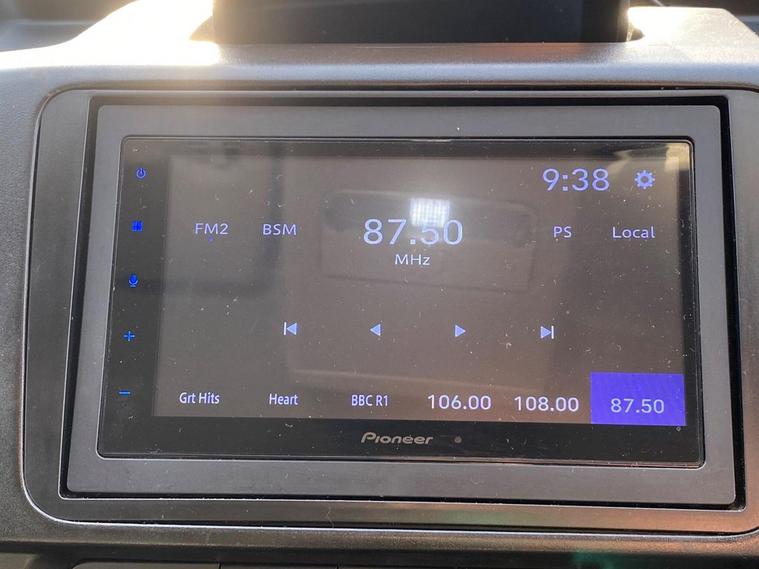 9:38
FM2 BSM 87.50 PS Local
MHz
Grt Hits Heart BBC R1 106.00 108.00 87.50
Pioneer